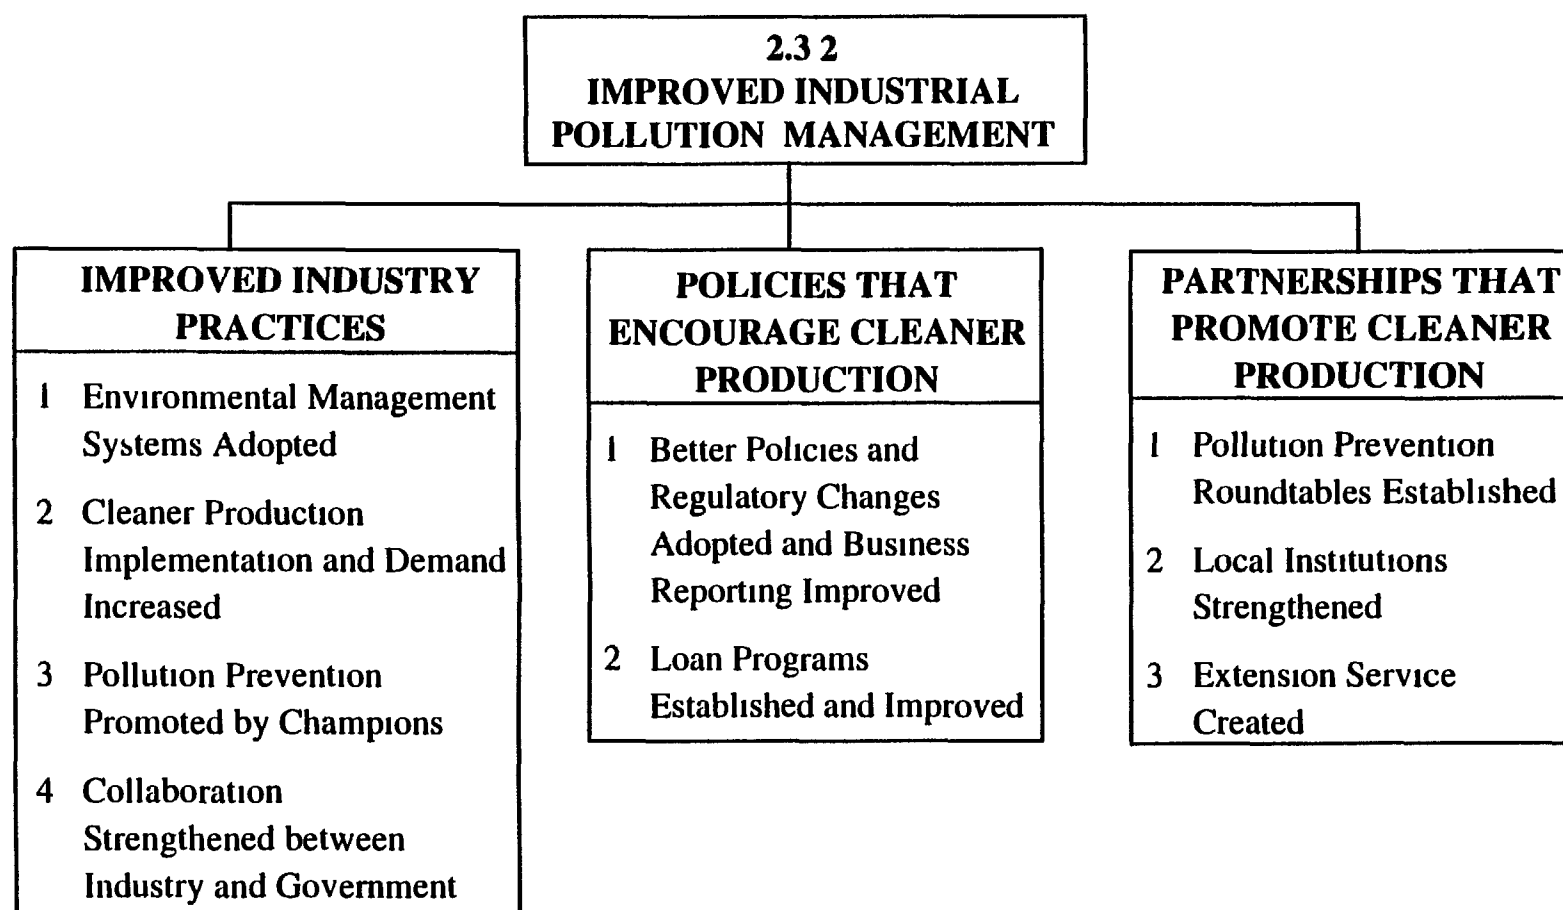 2.3 2
IMPROVED INDUSTRIAL
POLLUTION MANAGEMENT
IMPROVED INDUSTRY
PRACTICES
1 Environmental Management
Systems Adopted
2 Cleaner Production
Implementation and Demand
Increased
3 Pollution Prevention
Promoted by Champions
4 Collaboration
Strengthened between
Industry and Government
POLICIES THAT
ENCOURAGE CLEANER
PRODUCTION
1 Better Policies and
Regulatory Changes
Adopted and Business
Reporting Improved
2 Loan Programs
Established and Improved
PARTNERSHIPS THAT
PROMOTE CLEANER
PRODUCTION
1 Pollution Prevention
Roundtables Established
2 Local Institutions
Strengthened
3 Extension Service
Created